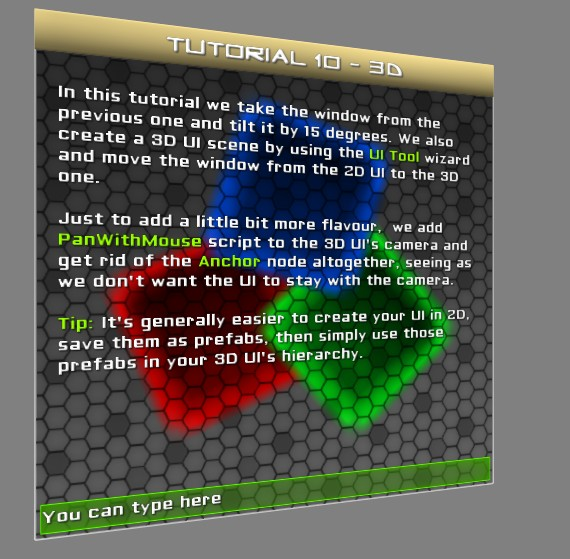 TUTORIAL 10 - 3D
In this tutorial we take the window from the
previous one and tilt it by 15 degrees. We also
create a 3D UI scene by using the UI Tool wizard
and move the window from the 2D UI to the 3D
one.
Just to add a little bit more flavour, we add
PanWithMouse script to the 3D UI's camera and
get rid of the Anchor node altogether, seeing as
we don't want the UI to stay with the camera.
Tip: It's generally easier to create your UI in 2D,
save them as prefabs, then simply use those
prefabs in your 3D UI's hierarchy.
You can type here